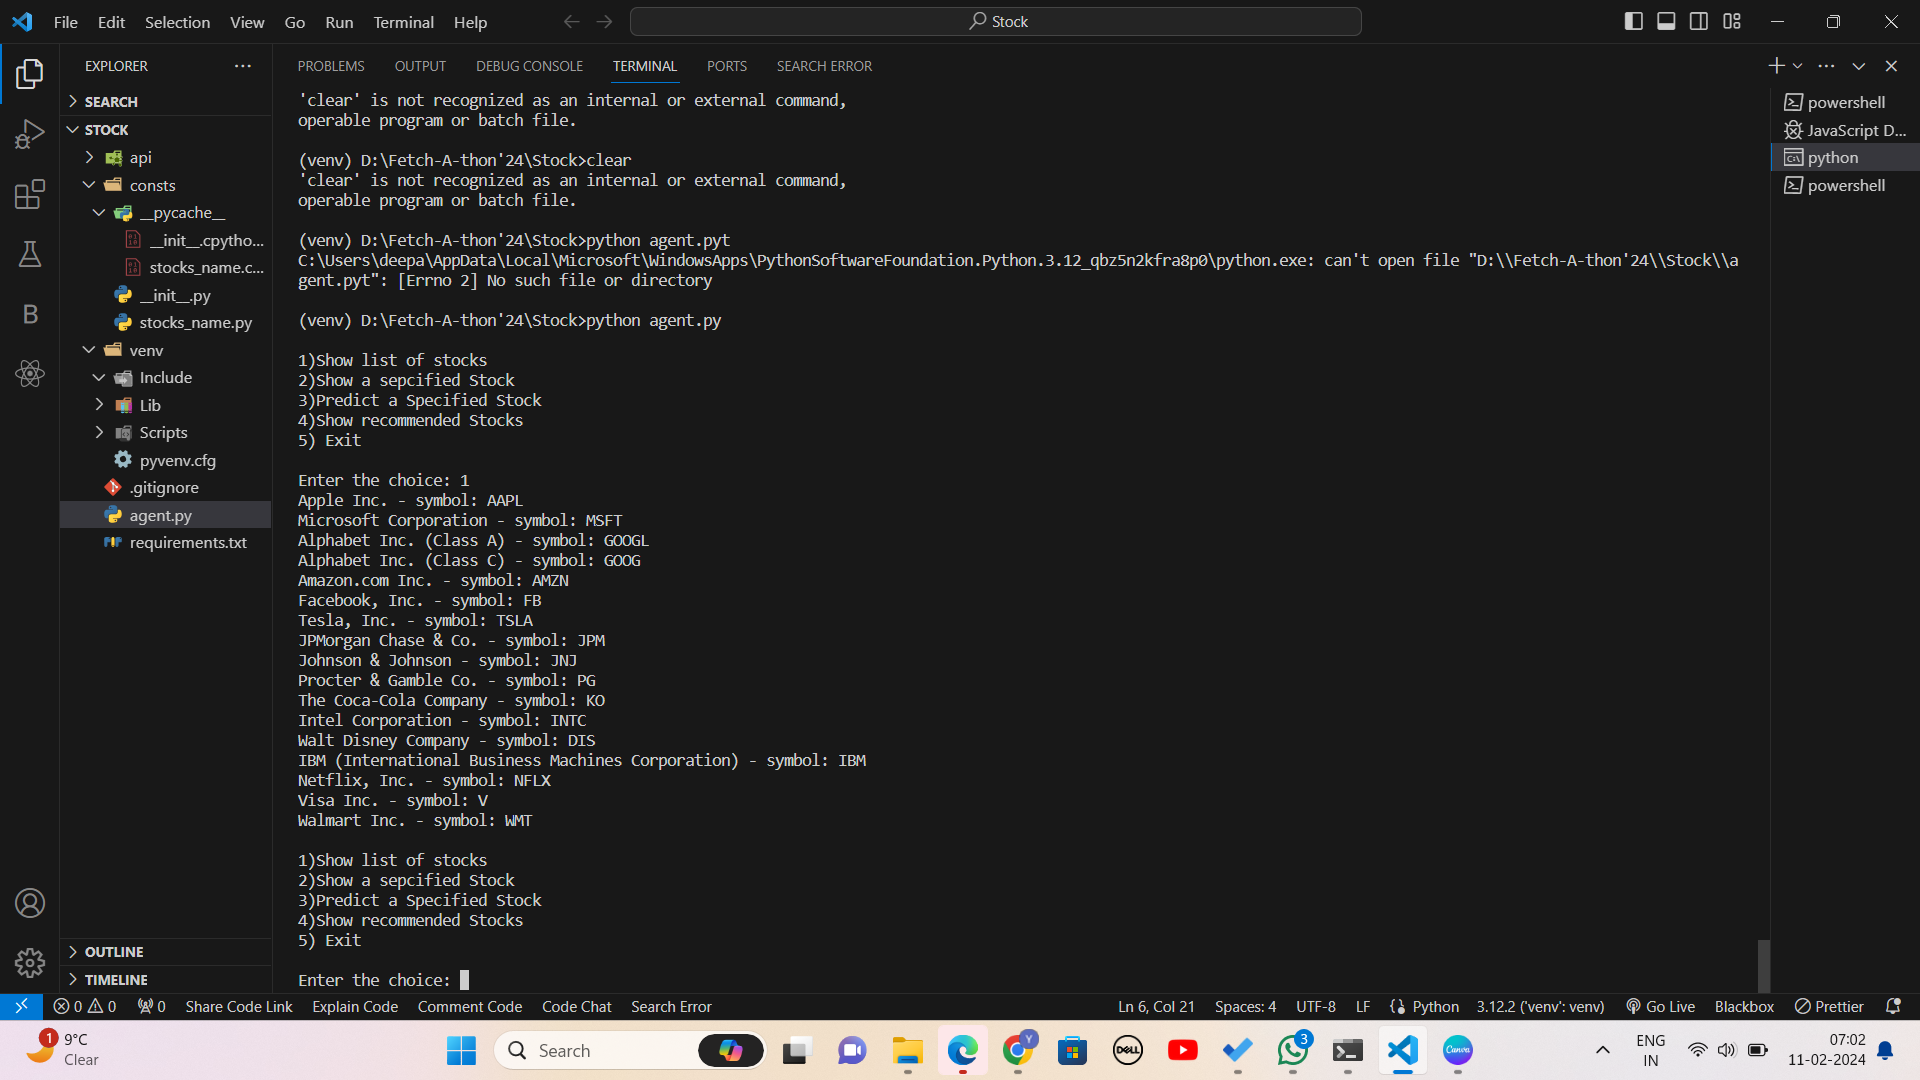 File Edit Selection View Go Run Terminal Help
Stock
EXPLORER
SEARCH
STOCK
api
consts
__pycache__
__init__.cpytho...
stocks_name.c...
__init__.py
stocks_name.py
venv
Include
Lib
Scripts
pyvenv.cfg
.gitignore
agent.py
requirements.txt
OUTLINE
TIMELINE
PROBLEMS OUTPUT DEBUG CONSOLE TERMINAL PORTS SEARCH ERROR
'clear' is not recognized as an internal or external command,
operable program or batch file.
(venv) D:\Fetch-A-thon'24\Stock>clear
'clear' is not recognized as an internal or external command,
operable program or batch file.
(venv) D:\Fetch-A-thon'24\Stock>python agent.pyt
C:\Users\deepa\AppData\Local\Microsoft\WindowsApps\PythonSoftwareFoundation.Python.3.12_qbz5n2kfra8p0\python.exe: can't open file "D:\\Fetch-A-thon'24\\Stock\\a
gent.pyt": [Errno 2] No such file or directory
(venv) D:\Fetch-A-thon'24\Stock>python agent.py
1)Show list of stocks
2)Show a sepcified Stock
3)Predict a Specified Stock
4)Show recommended Stocks
5) Exit
Enter the choice: 1
Apple Inc. - symbol: AAPL
Microsoft Corporation - symbol: MSFT
Alphabet Inc. (Class A) - symbol: GOOGL
Alphabet Inc. (Class C) - symbol: GOOG
Amazon.com Inc. - symbol: AMZN
Facebook, Inc. - symbol: FB
Tesla, Inc. - symbol: TSLA
JPMorgan Chase & Co. - symbol: JPM
Johnson & Johnson - symbol: JNJ
Procter & Gamble Co. - symbol: PG
The Coca-Cola Company - symbol: KO
Intel Corporation - symbol: INTC
Walt Disney Company - symbol: DIS
IBM (International Business Machines Corporation) - symbol: IBM
Netflix, Inc. - symbol: NFLX
Visa Inc. - symbol: V
Walmart Inc. - symbol: WMT
1)Show list of stocks
2)Show a sepcified Stock
3)Predict a Specified Stock
4)Show recommended Stocks
5) Exit
Enter the choice:
powershell
JavaScript D...
python
powershell
0 0 0 Share Code Link Explain Code Comment Code Code Chat Search Error Ln 6, Col 21 Spaces: 4 UTF-8 LF Python 3.12.2 ('venv': venv) Go Live Blackbox Prettier
1
9°C
Clear
Search
Y
DELL
3
Canva
ENG
IN
07:02
11-02-2024